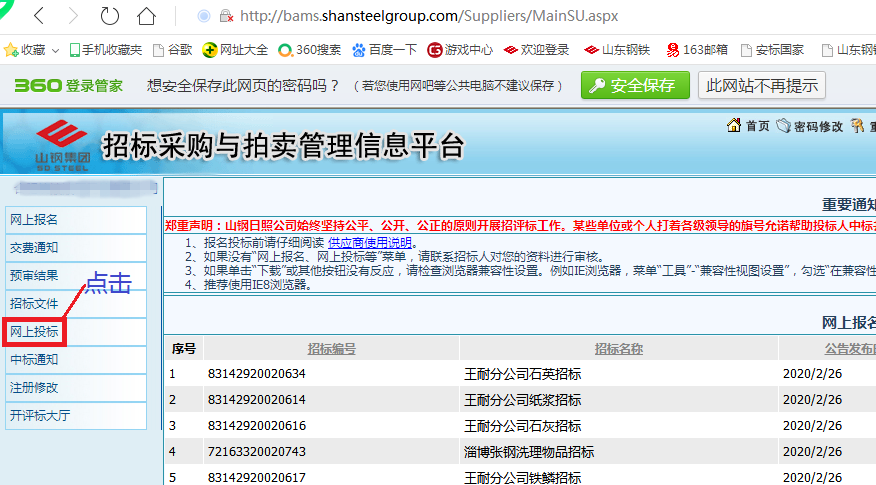 http://bams.shansteelgroup.com/Suppliers/MainSU.aspx
收藏 手机收藏夹 谷歌 网址大全 360搜索 百度一下 游戏中心 欢迎登录 山东钢铁 163邮箱 安标国家 山东钢铁
360登录管家 想安全保存此网页的密码吗？（若您使用网吧等公共电脑不建议保存） 安全保存 此网站不再提示
山钢集团
SD STEEL
招标采购与拍卖管理信息平台
首页 密码修改
网上报名
交费通知
预审结果
招标文件
点击
网上投标
中标通知
注册修改
开评标大厅
重要通知
郑重声明：山钢日照公司始终坚持公平、公开、公正的原则开展招评标工作。某些单位或个人打着各级领导的旗号允诺帮助投标人中标
1、报名投标前请仔细阅读 供应商使用说明。
2、如果没有"网上报名、网上投标等"菜单，请联系招标人对您的资料进行审核。
3、如果单击"下载"或其他按钮没有反应，请检查浏览器兼容性设置。例如IE浏览器，菜单"工具"-"兼容性视图设置"，勾选"在兼容性
4、推荐使用IE8浏览器。
网上报名
序号 招标编号 招标名称 公告发布
1 83142920020634 王耐分公司石英招标 2020/2/26
2 83142920020614 王耐分公司纸浆招标 2020/2/26
3 83142920020616 王耐分公司石灰招标 2020/2/26
4 72163320020743 淄博张钢洗理物品招标 2020/2/26
5 83142920020617 王耐分公司铁鳞招标 2020/2/26